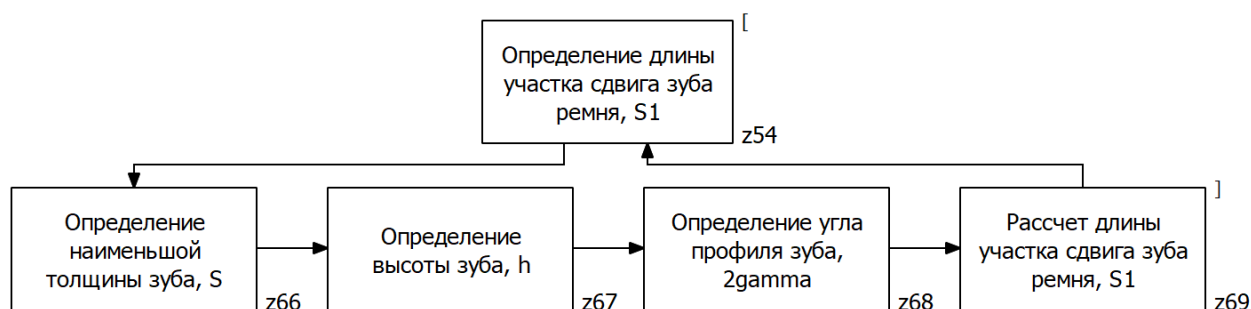 [
Определение длины
участка сдвига зуба
ремня, S1
z54
Определение
наименьшой
толщины зуба, S
z66
Определение
высоты зуба, h
z67
Определение угла
профиля зуба,
2gamma
z68
]
Рассчет длины
участка сдвига зуба
ремня, S1
z69